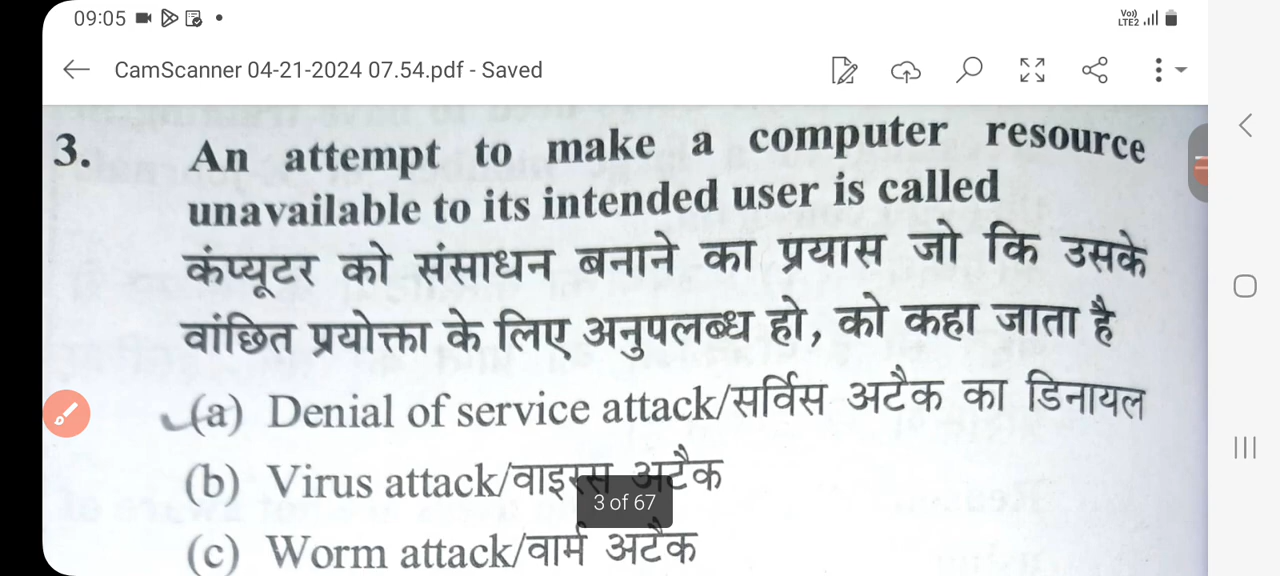 09:05
Vo))
LTE2
CamScanner 04-21-2024 07.54.pdf - Saved
3. An attempt to make a computer resource
unavailable to its intended user is called
कंप्यूटर को संसाधन बनाने का प्रयास जो कि उसके
वांछित प्रयोक्ता के लिए अनुपलब्ध हो, को कहा जाता है
(a) Denial of service attack/सर्विस अटैक का डिनायल
(b) Virus attack/वाइरस अटैक
3 of 67
(c) Worm attack/वार्म अटैक